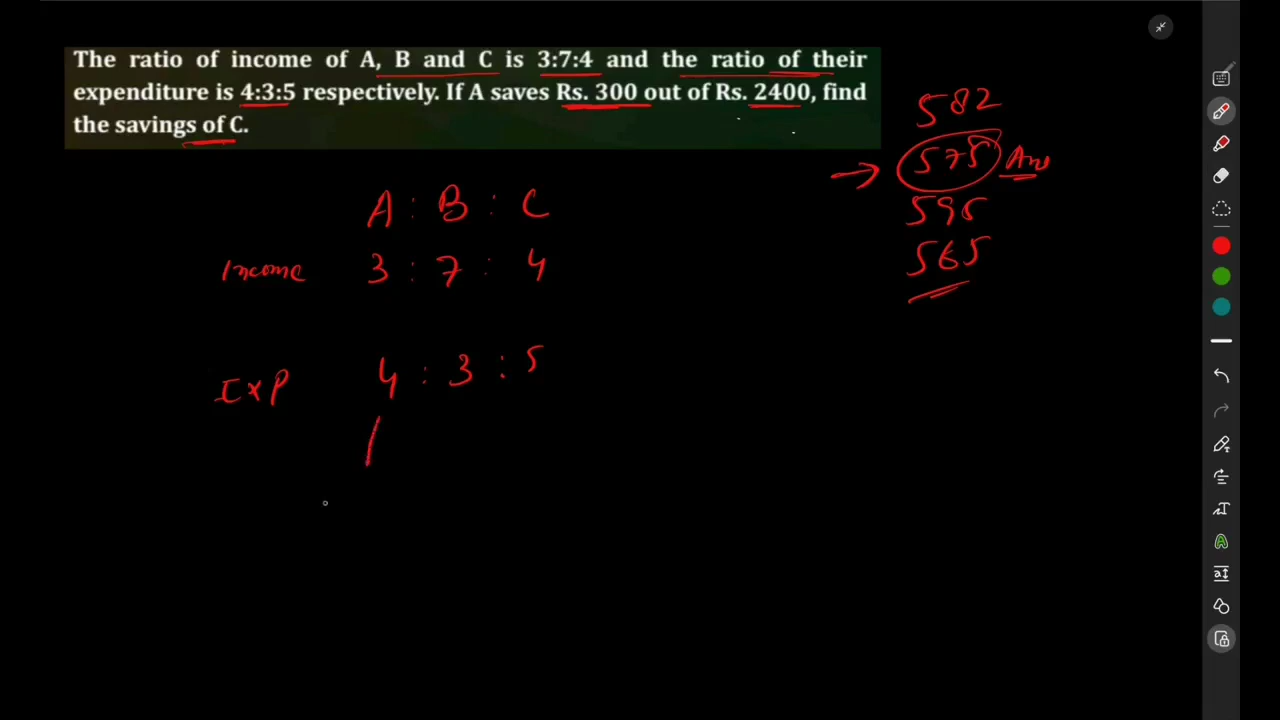 The ratio of income of A, B and C is 3:7:4 and the ratio of their
expenditure is 4:3:5 respectively. If A saves Rs. 300 out of Rs. 2400, find
the savings of C.
582
→ 575 Ans
595
565
A : B : C
Income 3 : 7 : 4
Exp 4 : 3 : 5